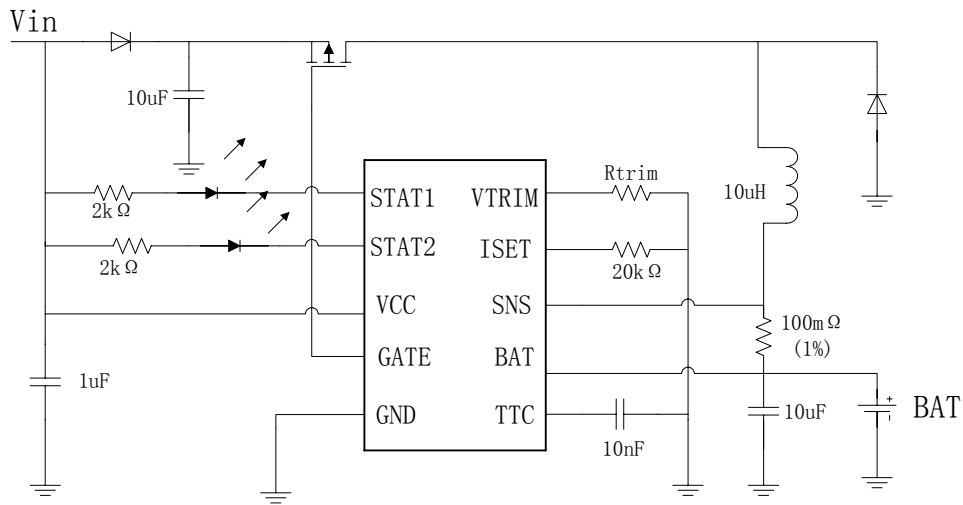 Vin
10uF
STAT1
VTRIM
Rtrim
10uH
2kΩ
STAT2
ISET
20kΩ
2kΩ
VCC
SNS
100mΩ
(1%)
GATE
BAT
1uF
GND
TTC
10nF
10uF
+
-
BAT